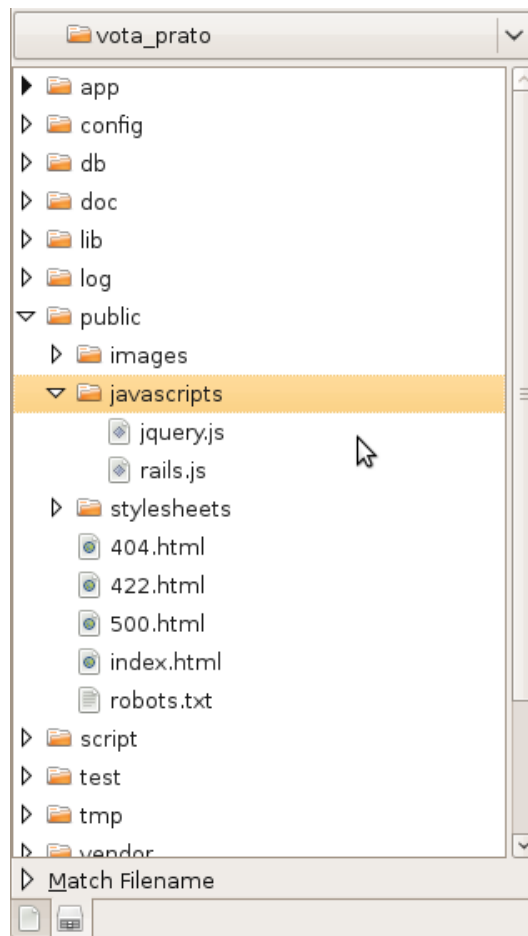 vota_prato
app
config
db
doc
lib
log
public
images
javascripts
jquery.js
rails.js
stylesheets
404.html
422.html
500.html
index.html
robots.txt
script
test
tmp
vendor
Match Filename